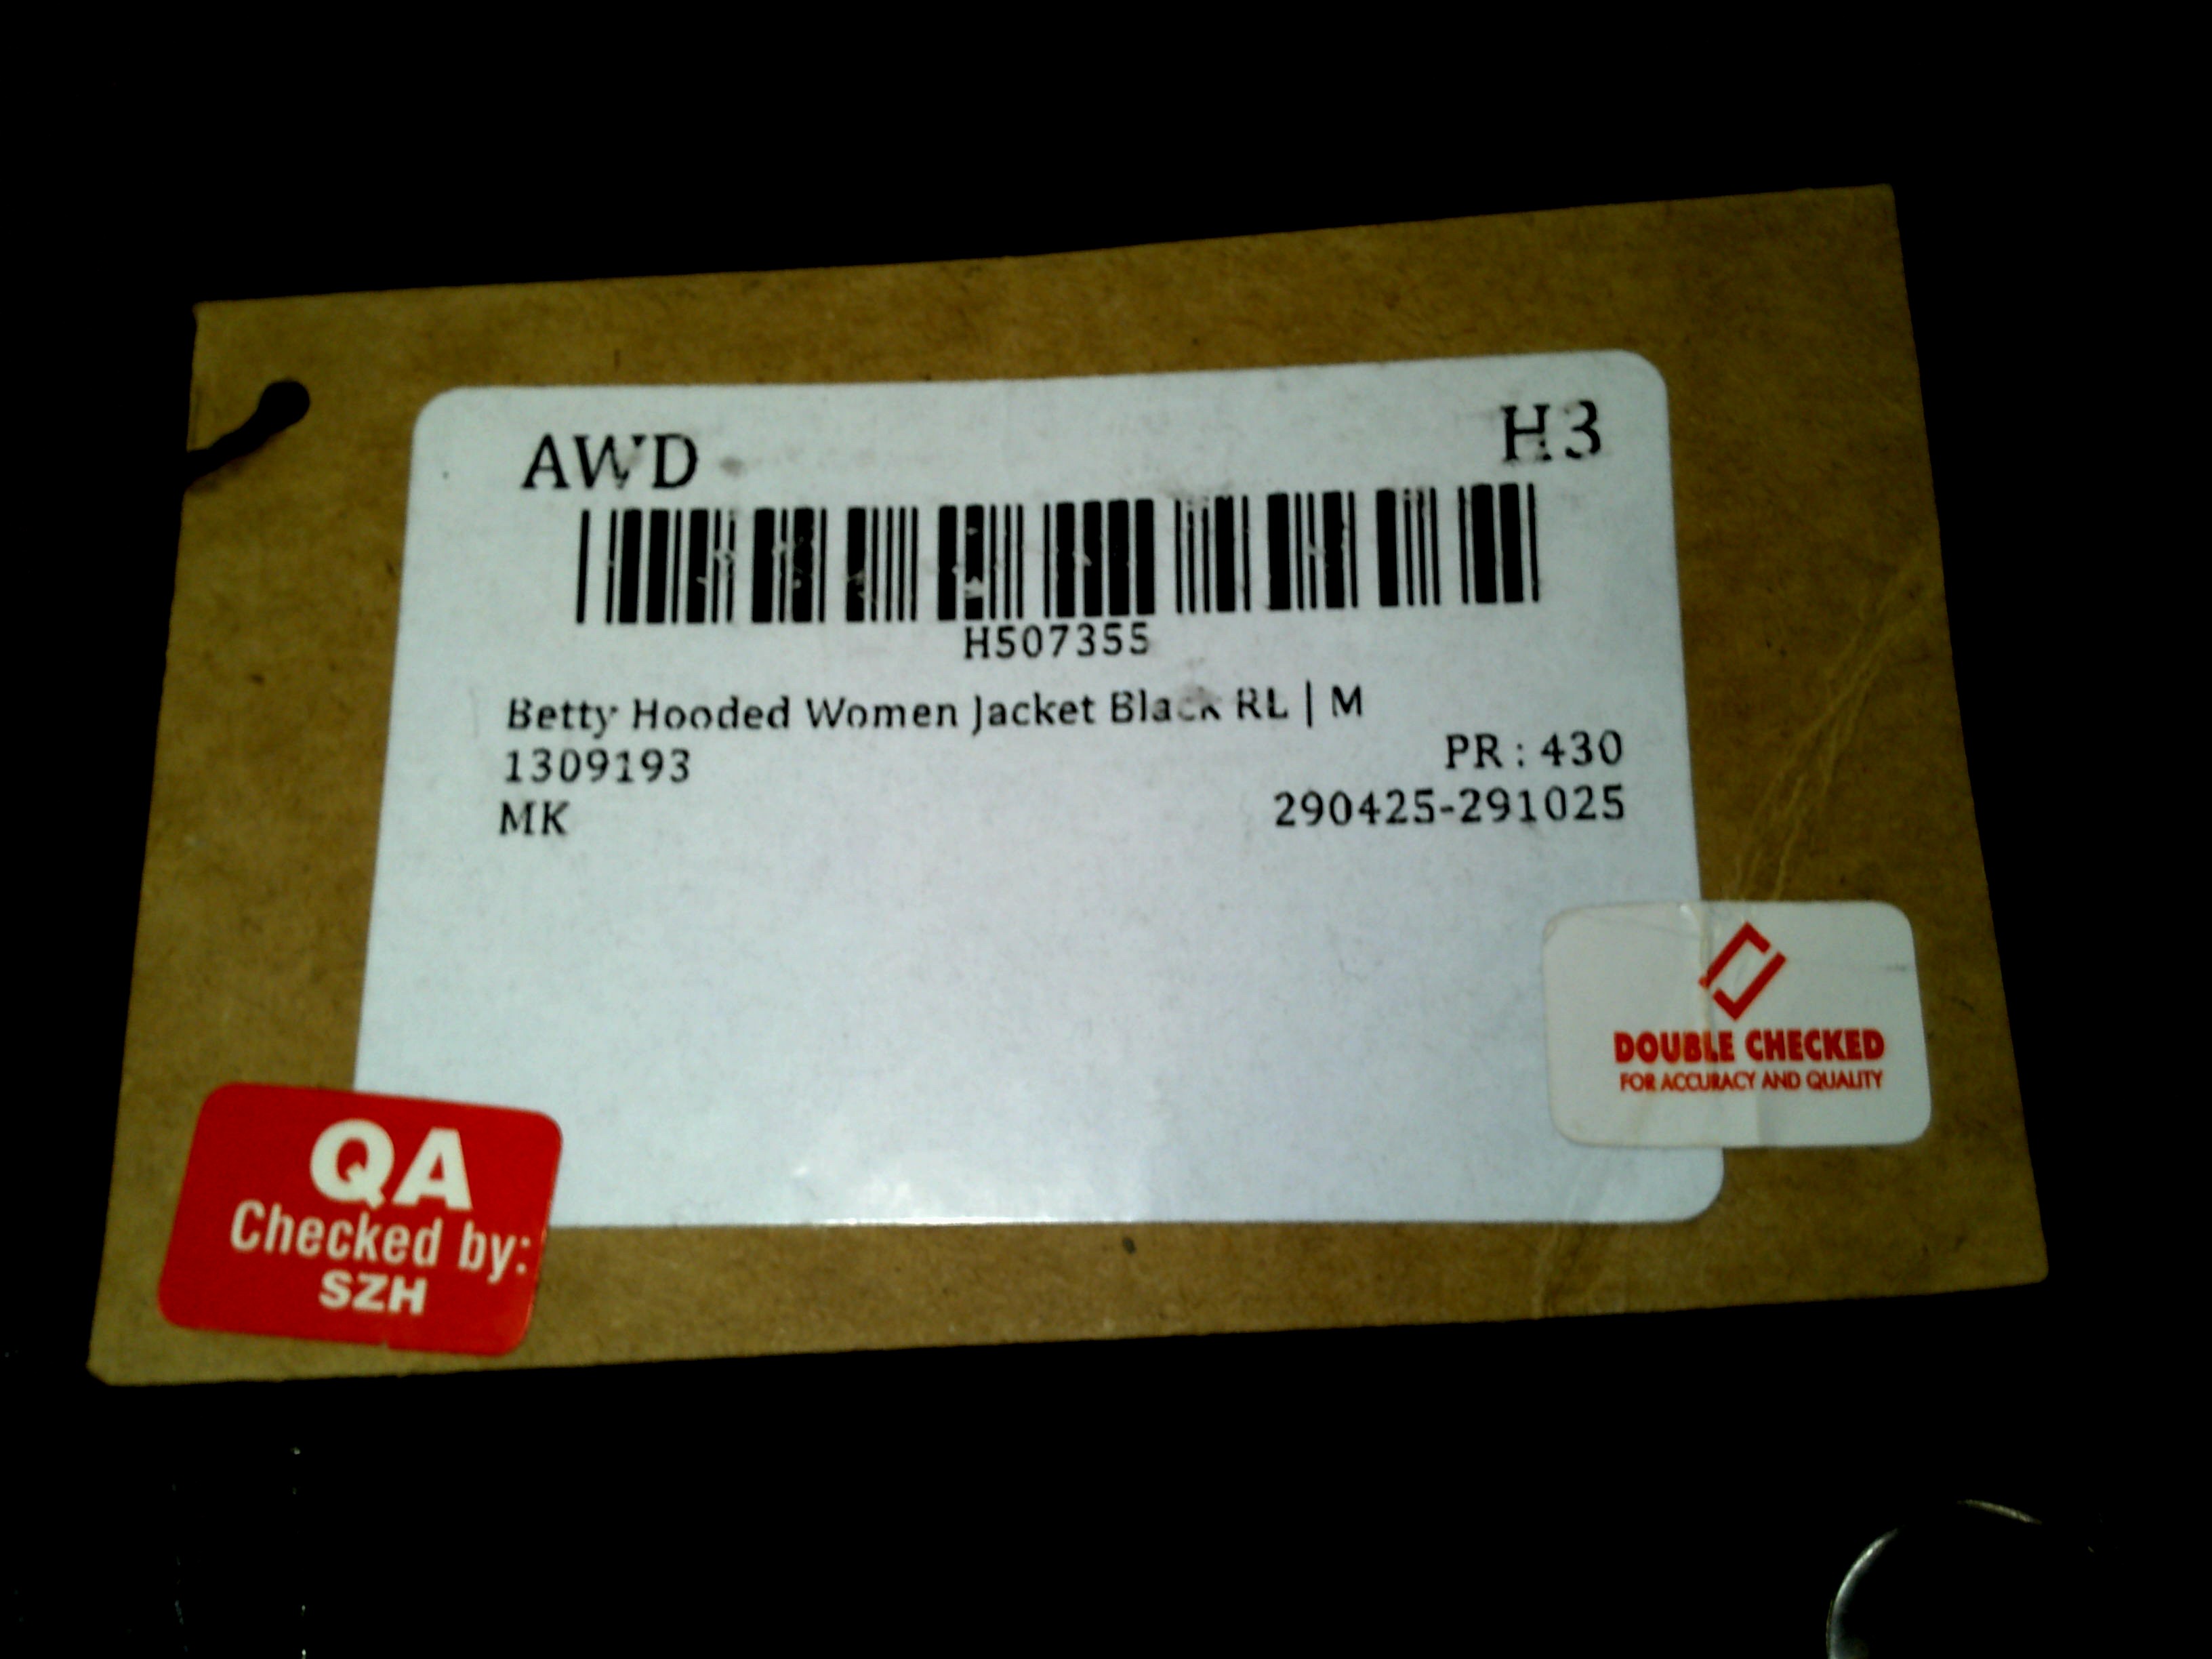 AWD H3
H507355
Betty Hooded Women Jacket Black RL | M
1309193 PR : 430
MK 290425-291025
DOUBLE CHECKED
FOR ACCURACY AND QUALITY
QA
Checked by:
SZH